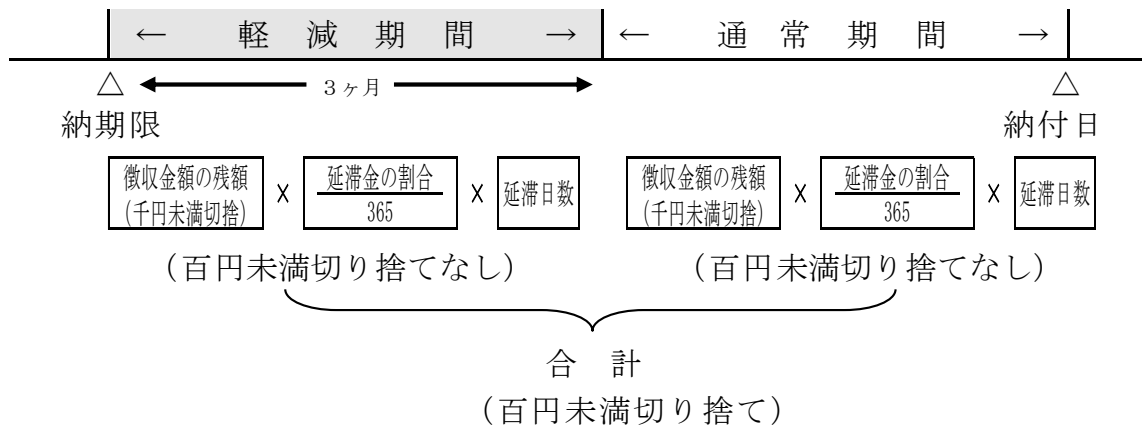 ← 軽減期間 → ← 通常期間 →
△ 3ヶ月 △
納期限 納付日
徴収金額の残額 × 延滞金の割合 × 延滞日数 徴収金額の残額 × 延滞金の割合 × 延滞日数
(千円未満切捨) 365 (千円未満切捨) 365
(百円未満切り捨てなし) (百円未満切り捨てなし)
合計
(百円未満切り捨て)